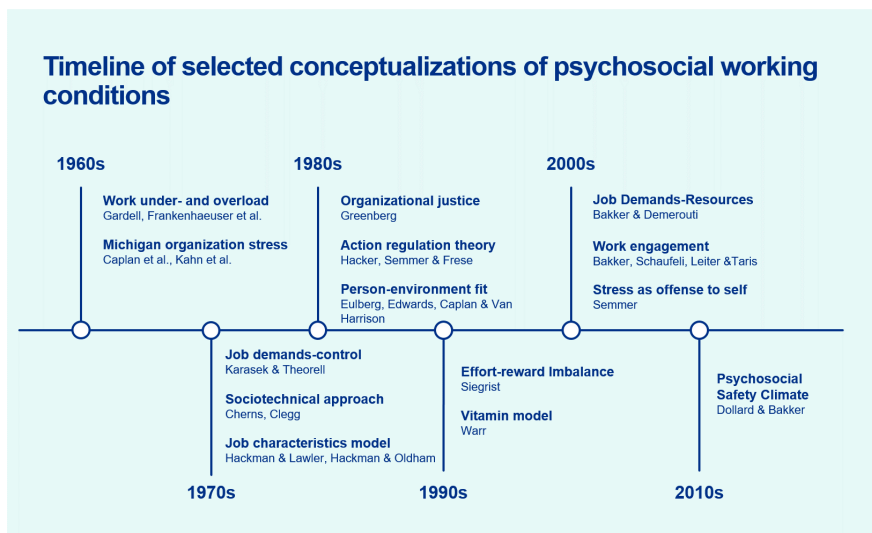 Timeline of selected conceptualizations of psychosocial working
conditions
1960s
Work under- and overload
Gardell, Frankenhaeuser et al.
Michigan organization stress
Caplan et al., Kahn et al.
1980s
Organizational justice
Greenberg
Action regulation theory
Hacker, Semmer & Frese
Person-environment fit
Eulberg, Edwards, Caplan & Van
Harrison
2000s
Job Demands-Resources
Bakker & Demerouti
Work engagement
Bakker, Schaufeli, Leiter &Taris
Stress as offense to self
Semmer
Job demands-control
Karasek & Theorell
Sociotechnical approach
Cherns, Clegg
Job characteristics model
Hackman & Lawler, Hackman & Oldham
1970s
Effort-reward Imbalance
Siegrist
Vitamin model
Warr
1990s
Psychosocial
Safety Climate
Dollard & Bakker
2010s